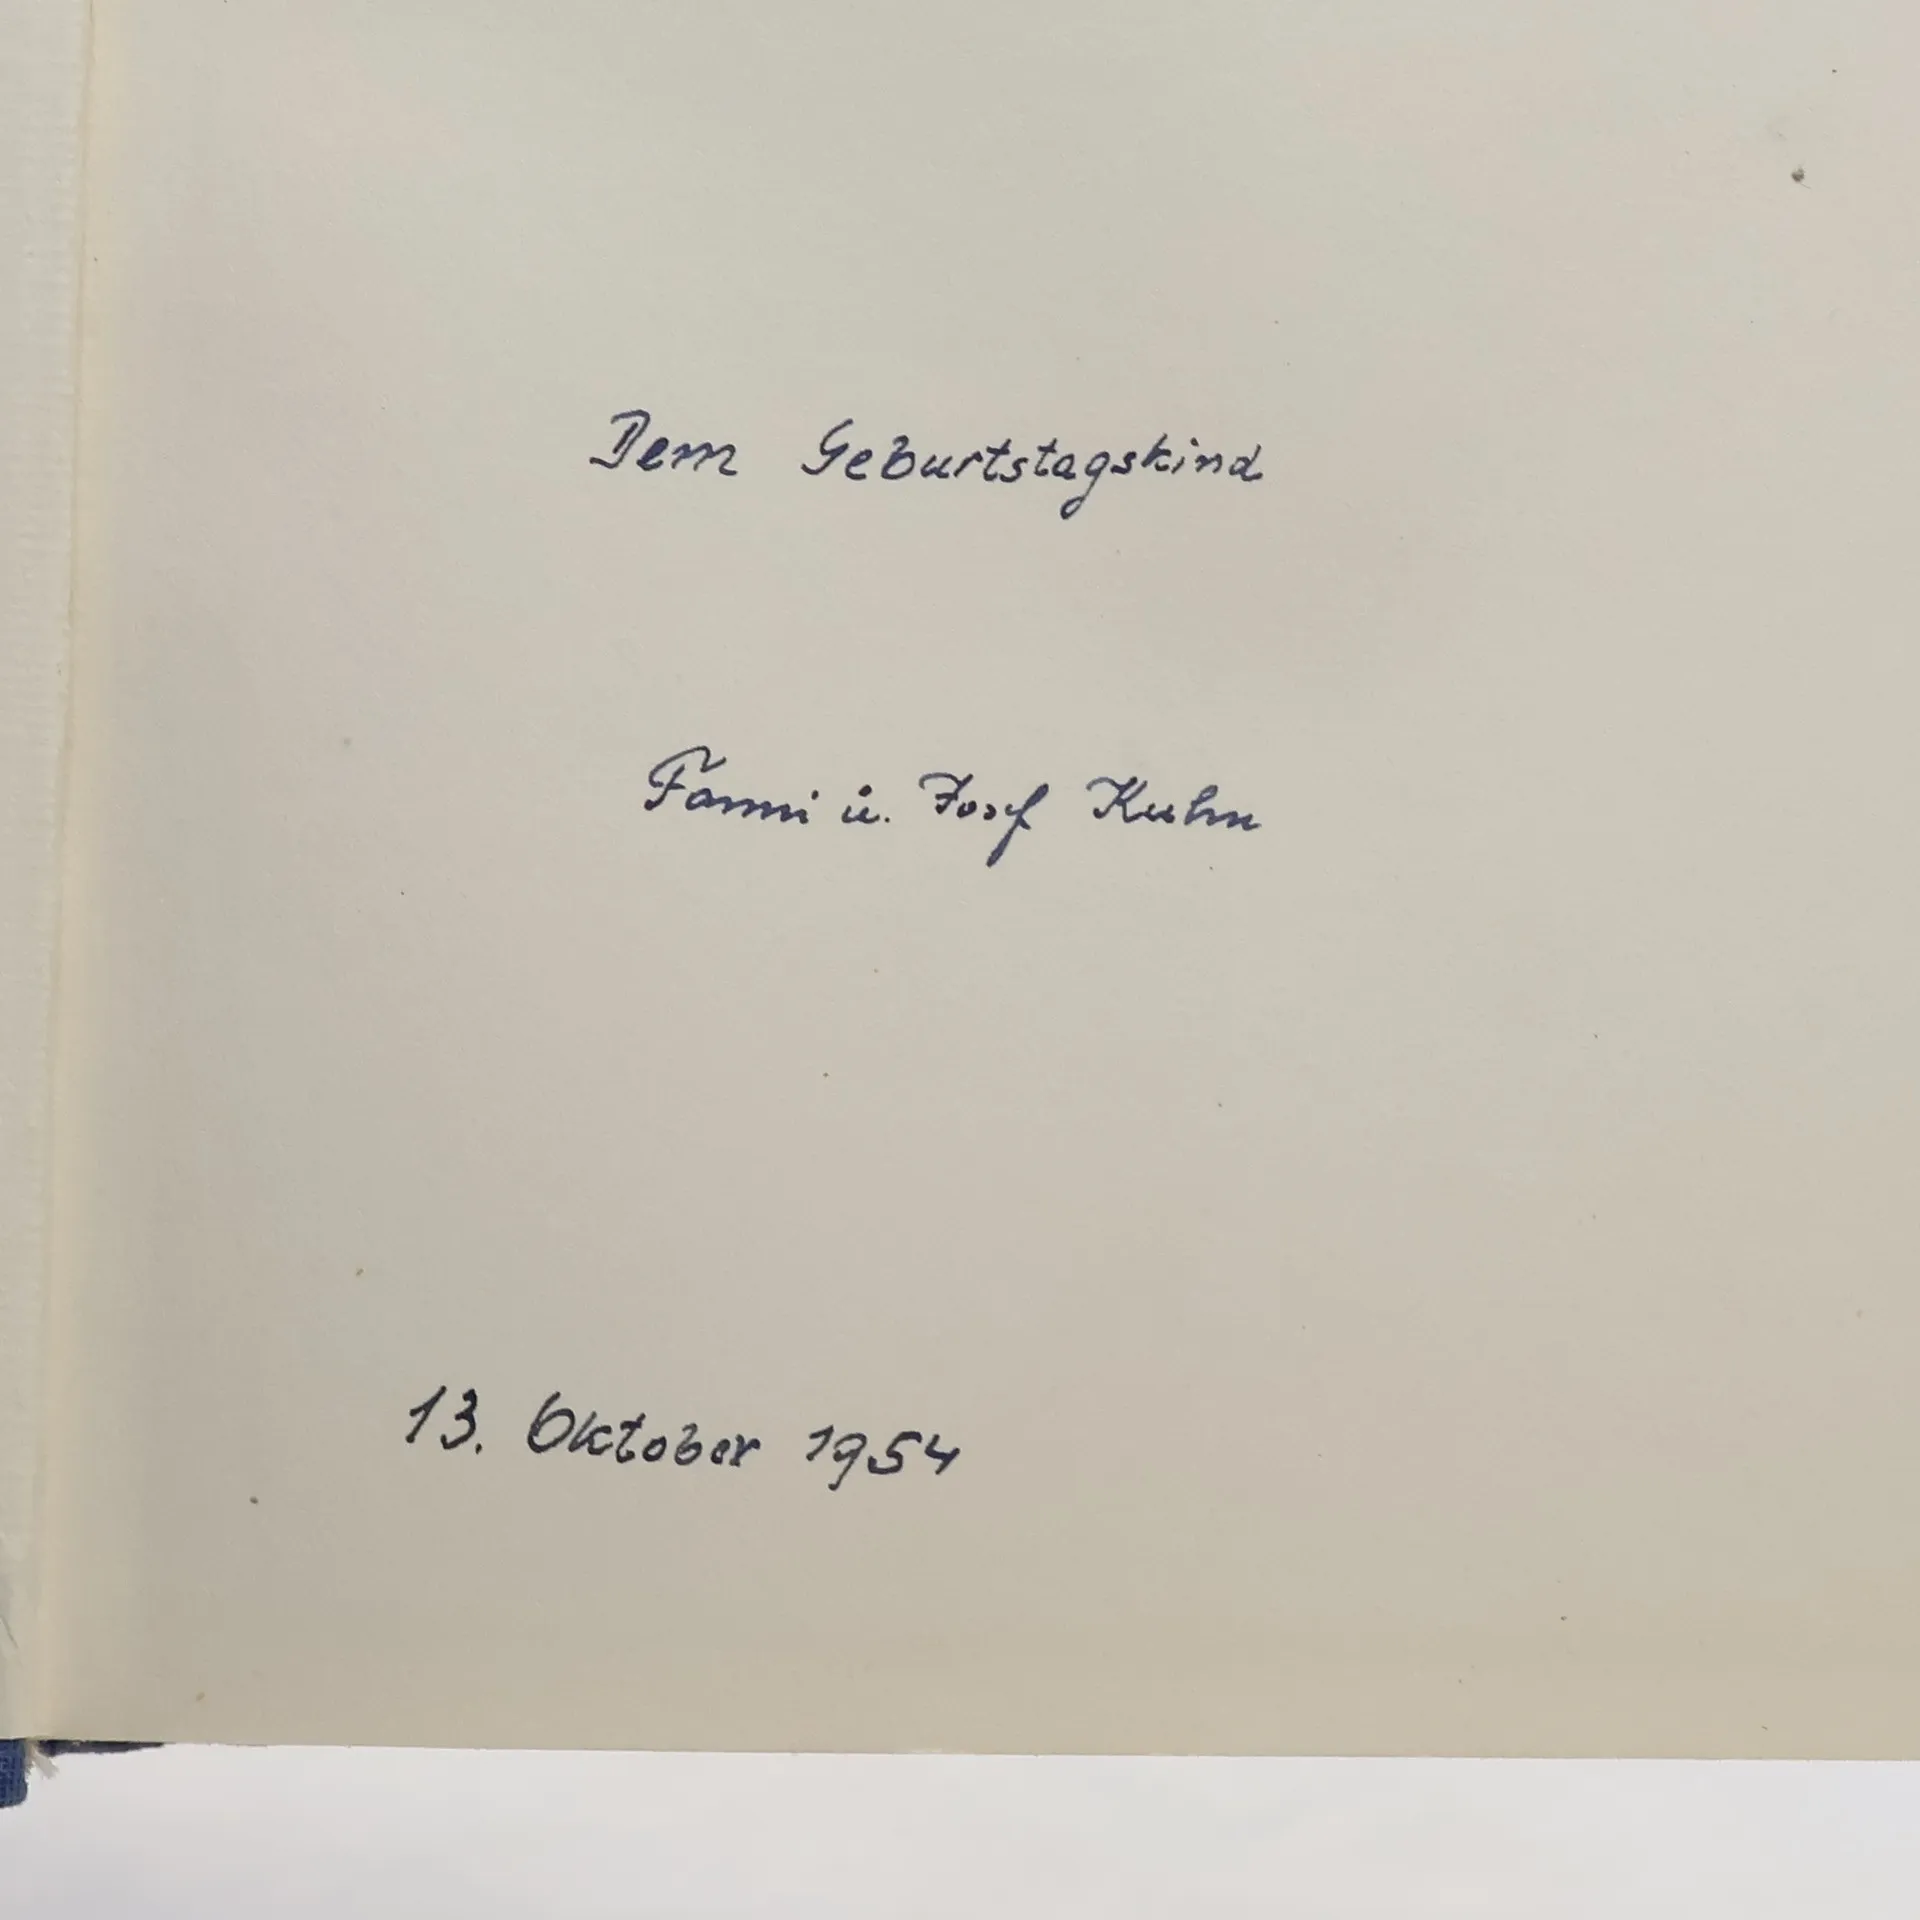 Dem Geburtstagskind
Fanni u. Josef Kuhn
13. Oktober 1954